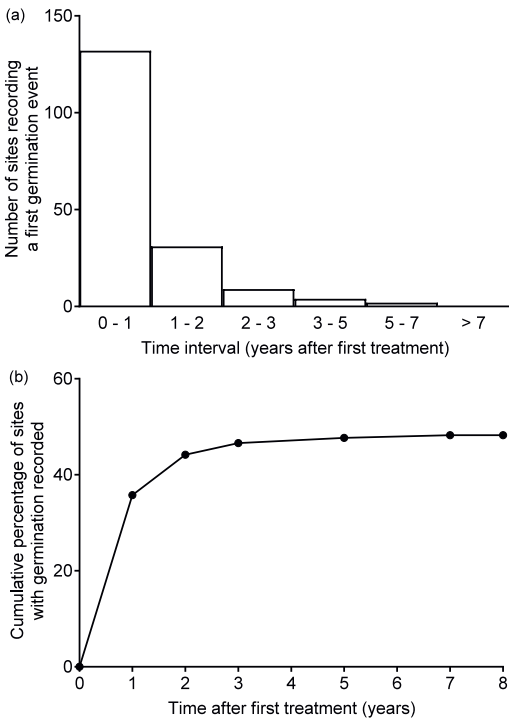 (a)
150
100
50
0
Number of sites recording
a first germination event
0 - 1 1 - 2 2 - 3 3 - 5 5 - 7 > 7
Time interval (years after first treatment)
(b)
60
40
20
0
Cumulative percentage of sites
with germination recorded
0 1 2 3 4 5 6 7 8
Time after first treatment (years)